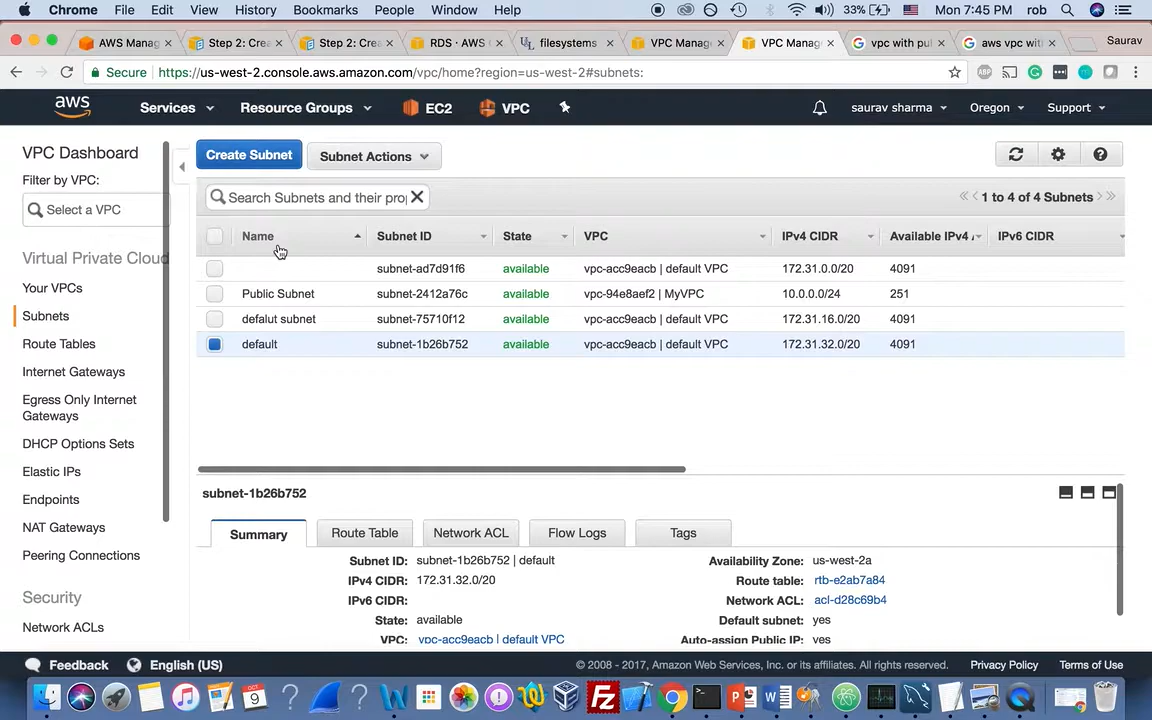 Chrome File Edit View History Bookmarks People Window Help 33% Mon 7:45 PM rob
AWS Manag × Step 2: Crea × Step 2: Crea × RDS · AWS × filesystems × VPC Manag × VPC Manag × vpc with pu × aws vpc wit × Saurav
Secure https://us-west-2.console.aws.amazon.com/vpc/home?region=us-west-2#subnets: ABP
aws Services Resource Groups EC2 VPC saurav sharma Oregon Support
VPC Dashboard
Filter by VPC:
Select a VPC
Virtual Private Cloud
Your VPCs
Subnets
Route Tables
Internet Gateways
Egress Only Internet
Gateways
DHCP Options Sets
Elastic IPs
Endpoints
NAT Gateways
Peering Connections
Security
Network ACLs
Create Subnet Subnet Actions
Search Subnets and their prop 1 to 4 of 4 Subnets
Name Subnet ID State VPC IPv4 CIDR Available IPv4 IPv6 CIDR
subnet-ad7d91f6 available vpc-acc9eacb | default VPC 172.31.0.0/20 4091
Public Subnet subnet-2412a76c available vpc-94e8aef2 | MyVPC 10.0.0.0/24 251
defalut subnet subnet-75710f12 available vpc-acc9eacb | default VPC 172.31.16.0/20 4091
default subnet-1b26b752 available vpc-acc9eacb | default VPC 172.31.32.0/20 4091
subnet-1b26b752
Summary Route Table Network ACL Flow Logs Tags
Subnet ID: subnet-1b26b752 | default Availability Zone: us-west-2a
IPv4 CIDR: 172.31.32.0/20 Route table: rtb-e2ab7a84
IPv6 CIDR: Network ACL: acl-d28c69b4
State: available Default subnet: yes
VPC: vpc-acc9eacb | default VPC Auto-assign Public IP: yes
Feedback English (US) © 2008 - 2017, Amazon Web Services, Inc. or its affiliates. All rights reserved. Privacy Policy Terms of Use